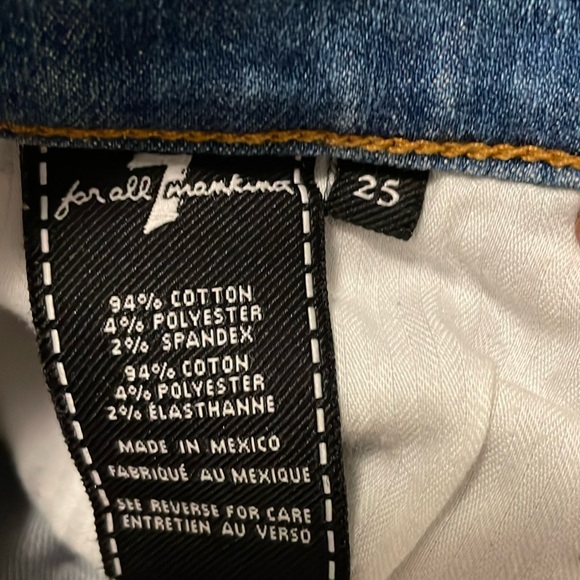 7 for all mankind
25
94% COTTON
4% POLYESTER
2% SPANDEX
94% COTON
4% POLYESTER
2% ÉLASTHANNE
MADE IN MEXICO
FABRIQUÉ AU MEXIQUE
SEE REVERSE FOR CARE
ENTRETIEN AU VERSO